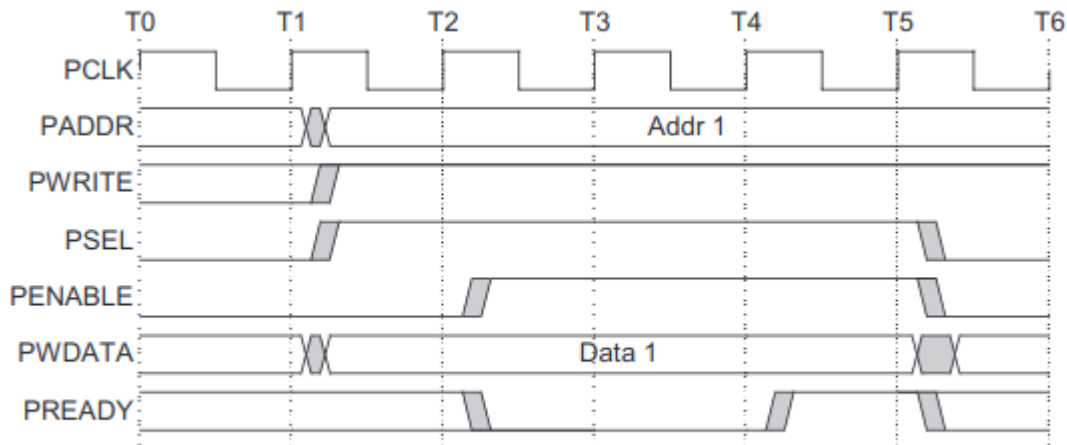 T0 T1 T2 T3 T4 T5 T6
PCLK
PADDR Addr 1
PWRITE
PSEL
PENABLE
PWDATA Data 1
PREADY